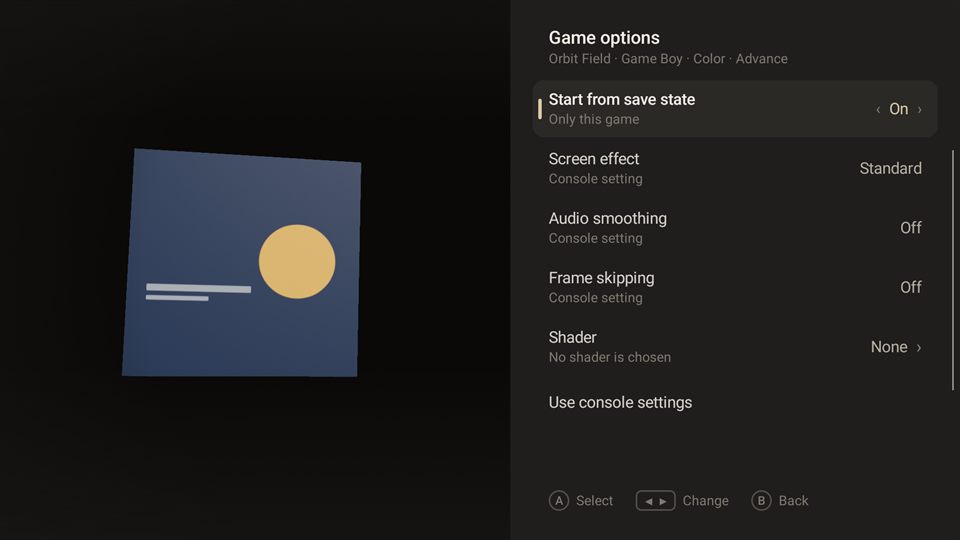 Game options
Orbit Field · Game Boy · Color · Advance
Start from save state
Only this game
‹ On ›
Screen effect
Console setting
Standard
Audio smoothing
Console setting
Off
Frame skipping
Console setting
Off
Shader
No shader is chosen
None ›
Use console settings
A Select ◄ ► Change B Back